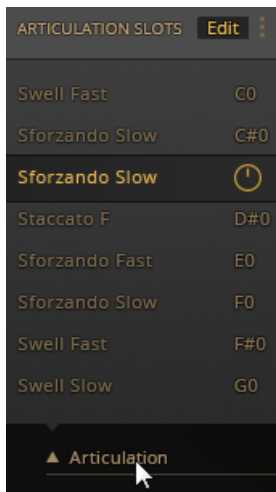 ARTICULATION SLOTS Edit
Swell Fast C0
Sforzando Slow C#0
Sforzando Slow
Staccato F D#0
Sforzando Fast E0
Sforzando Slow F0
Swell Fast F#0
Swell Slow G0
Articulation